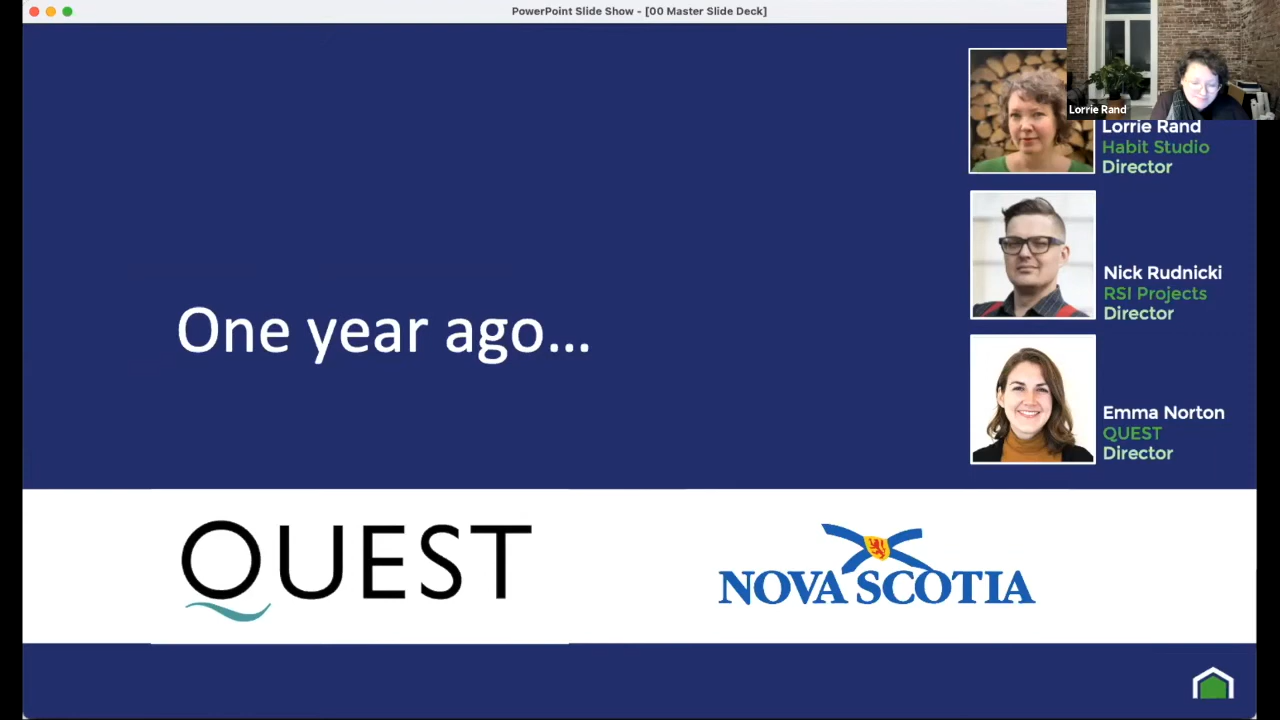 PowerPoint Slide Show - [00 Master Slide Deck]
Lorrie Rand
Lorrie Rand
Habit Studio
Director
Nick Rudnicki
RSI Projects
Director
One year ago...
Emma Norton
QUEST
Director
QUEST
NOVA SCOTIA